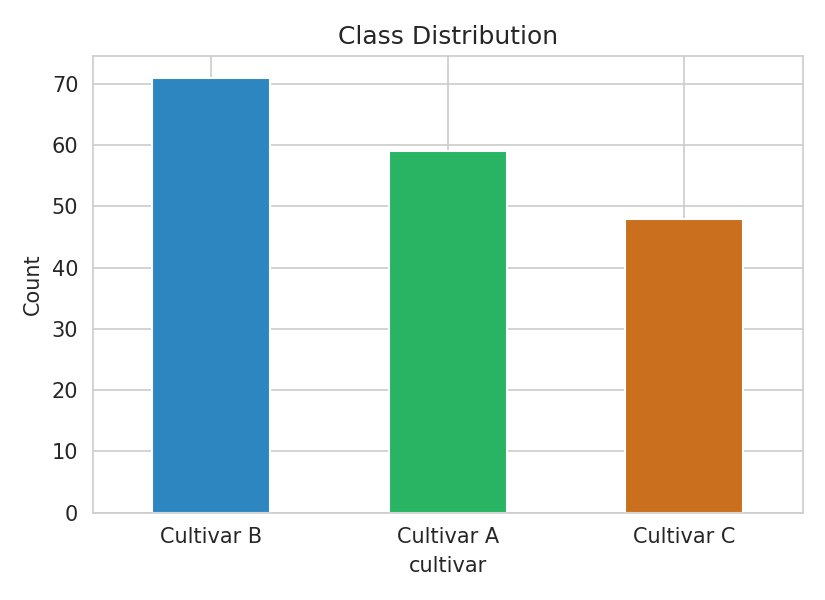 Class Distribution
70
60
50
40
30
20
10
0
Count
Cultivar B
Cultivar A
Cultivar C
cultivar